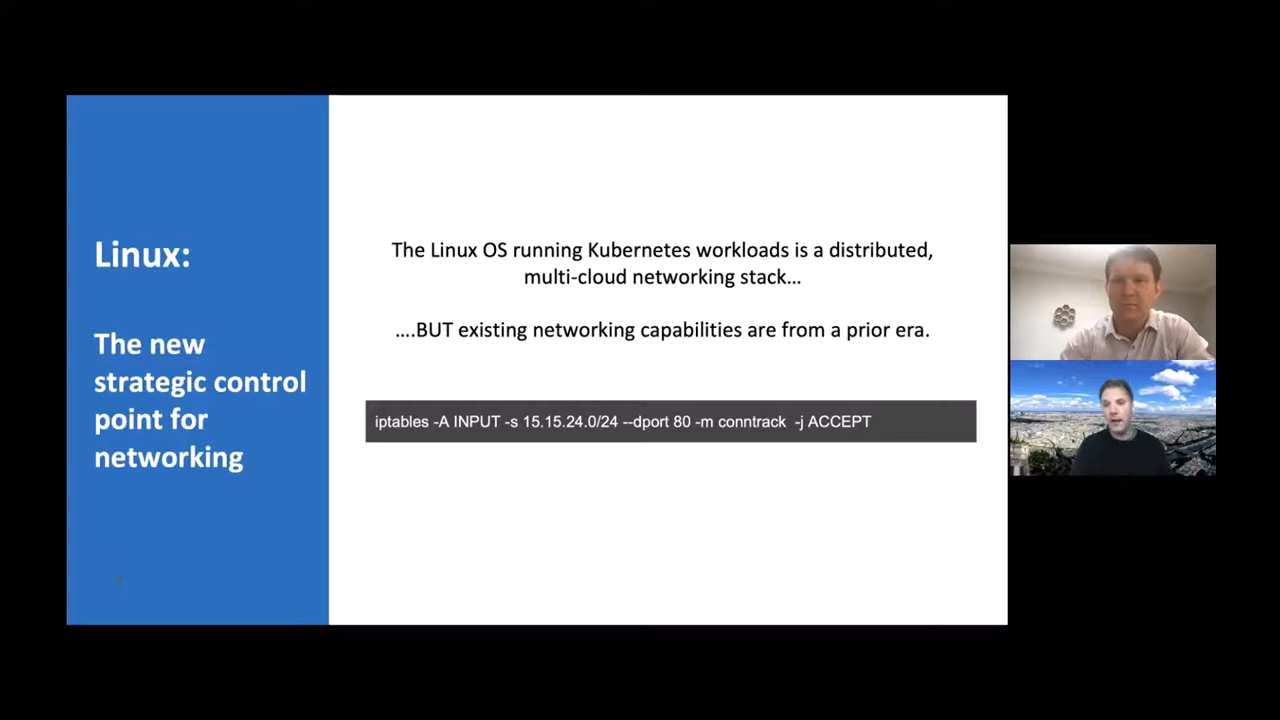 Linux:
The new
strategic control
point for
networking
The Linux OS running Kubernetes workloads is a distributed,
multi-cloud networking stack…
….BUT existing networking capabilities are from a prior era.
iptables -A INPUT -s 15.15.24.0/24 --dport 80 -m conntrack  -j ACCEPT